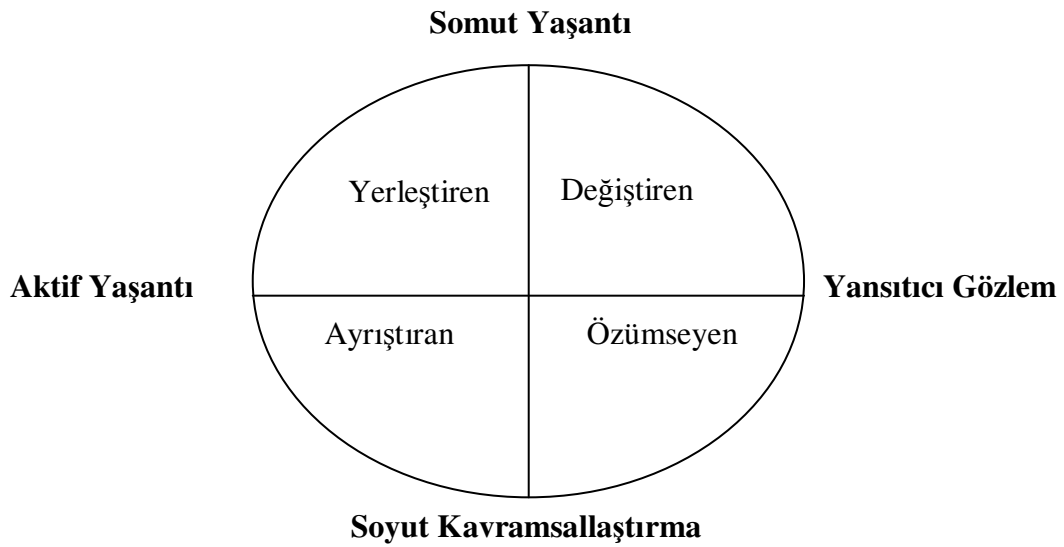 Somut Yaşantı
Yerleştiren Değiştiren
Aktif Yaşantı Yansıtıcı Gözlem
Ayrıştıran Özümseyen
Soyut Kavramsallaştırma